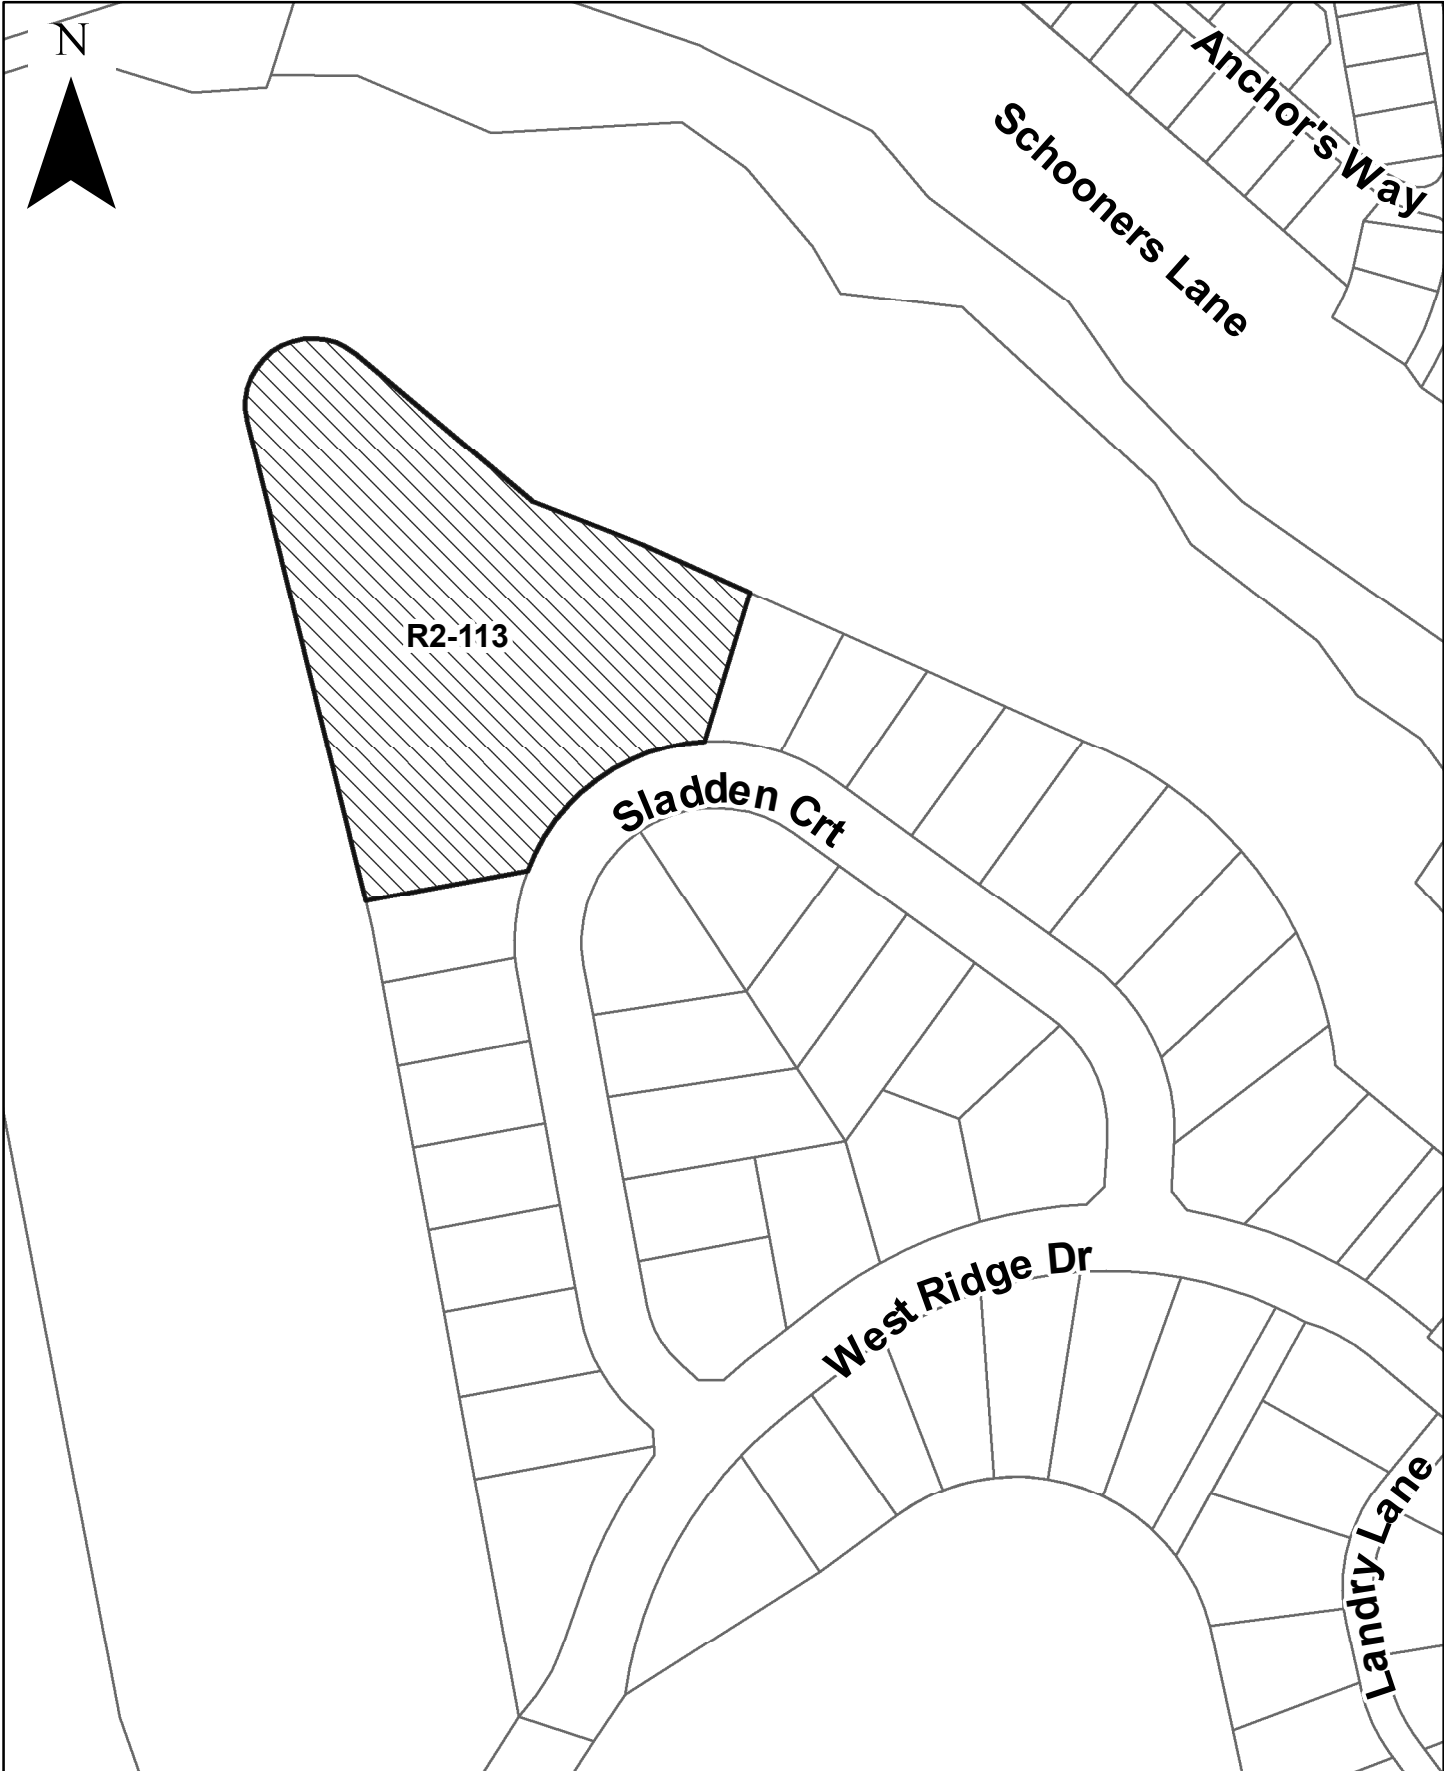 N
Anchor's Way
Schooners Lane
R2-113
Sladden Crt
West Ridge Dr
Landry Lane